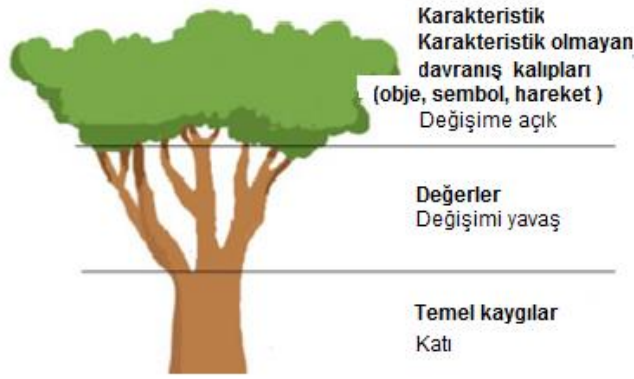 Karakteristik
Karakteristik olmayan
davranış kalıpları
(obje, sembol, hareket )
Değişime açık
Değerler
Değişimi yavaş
Temel kaygılar
Katı